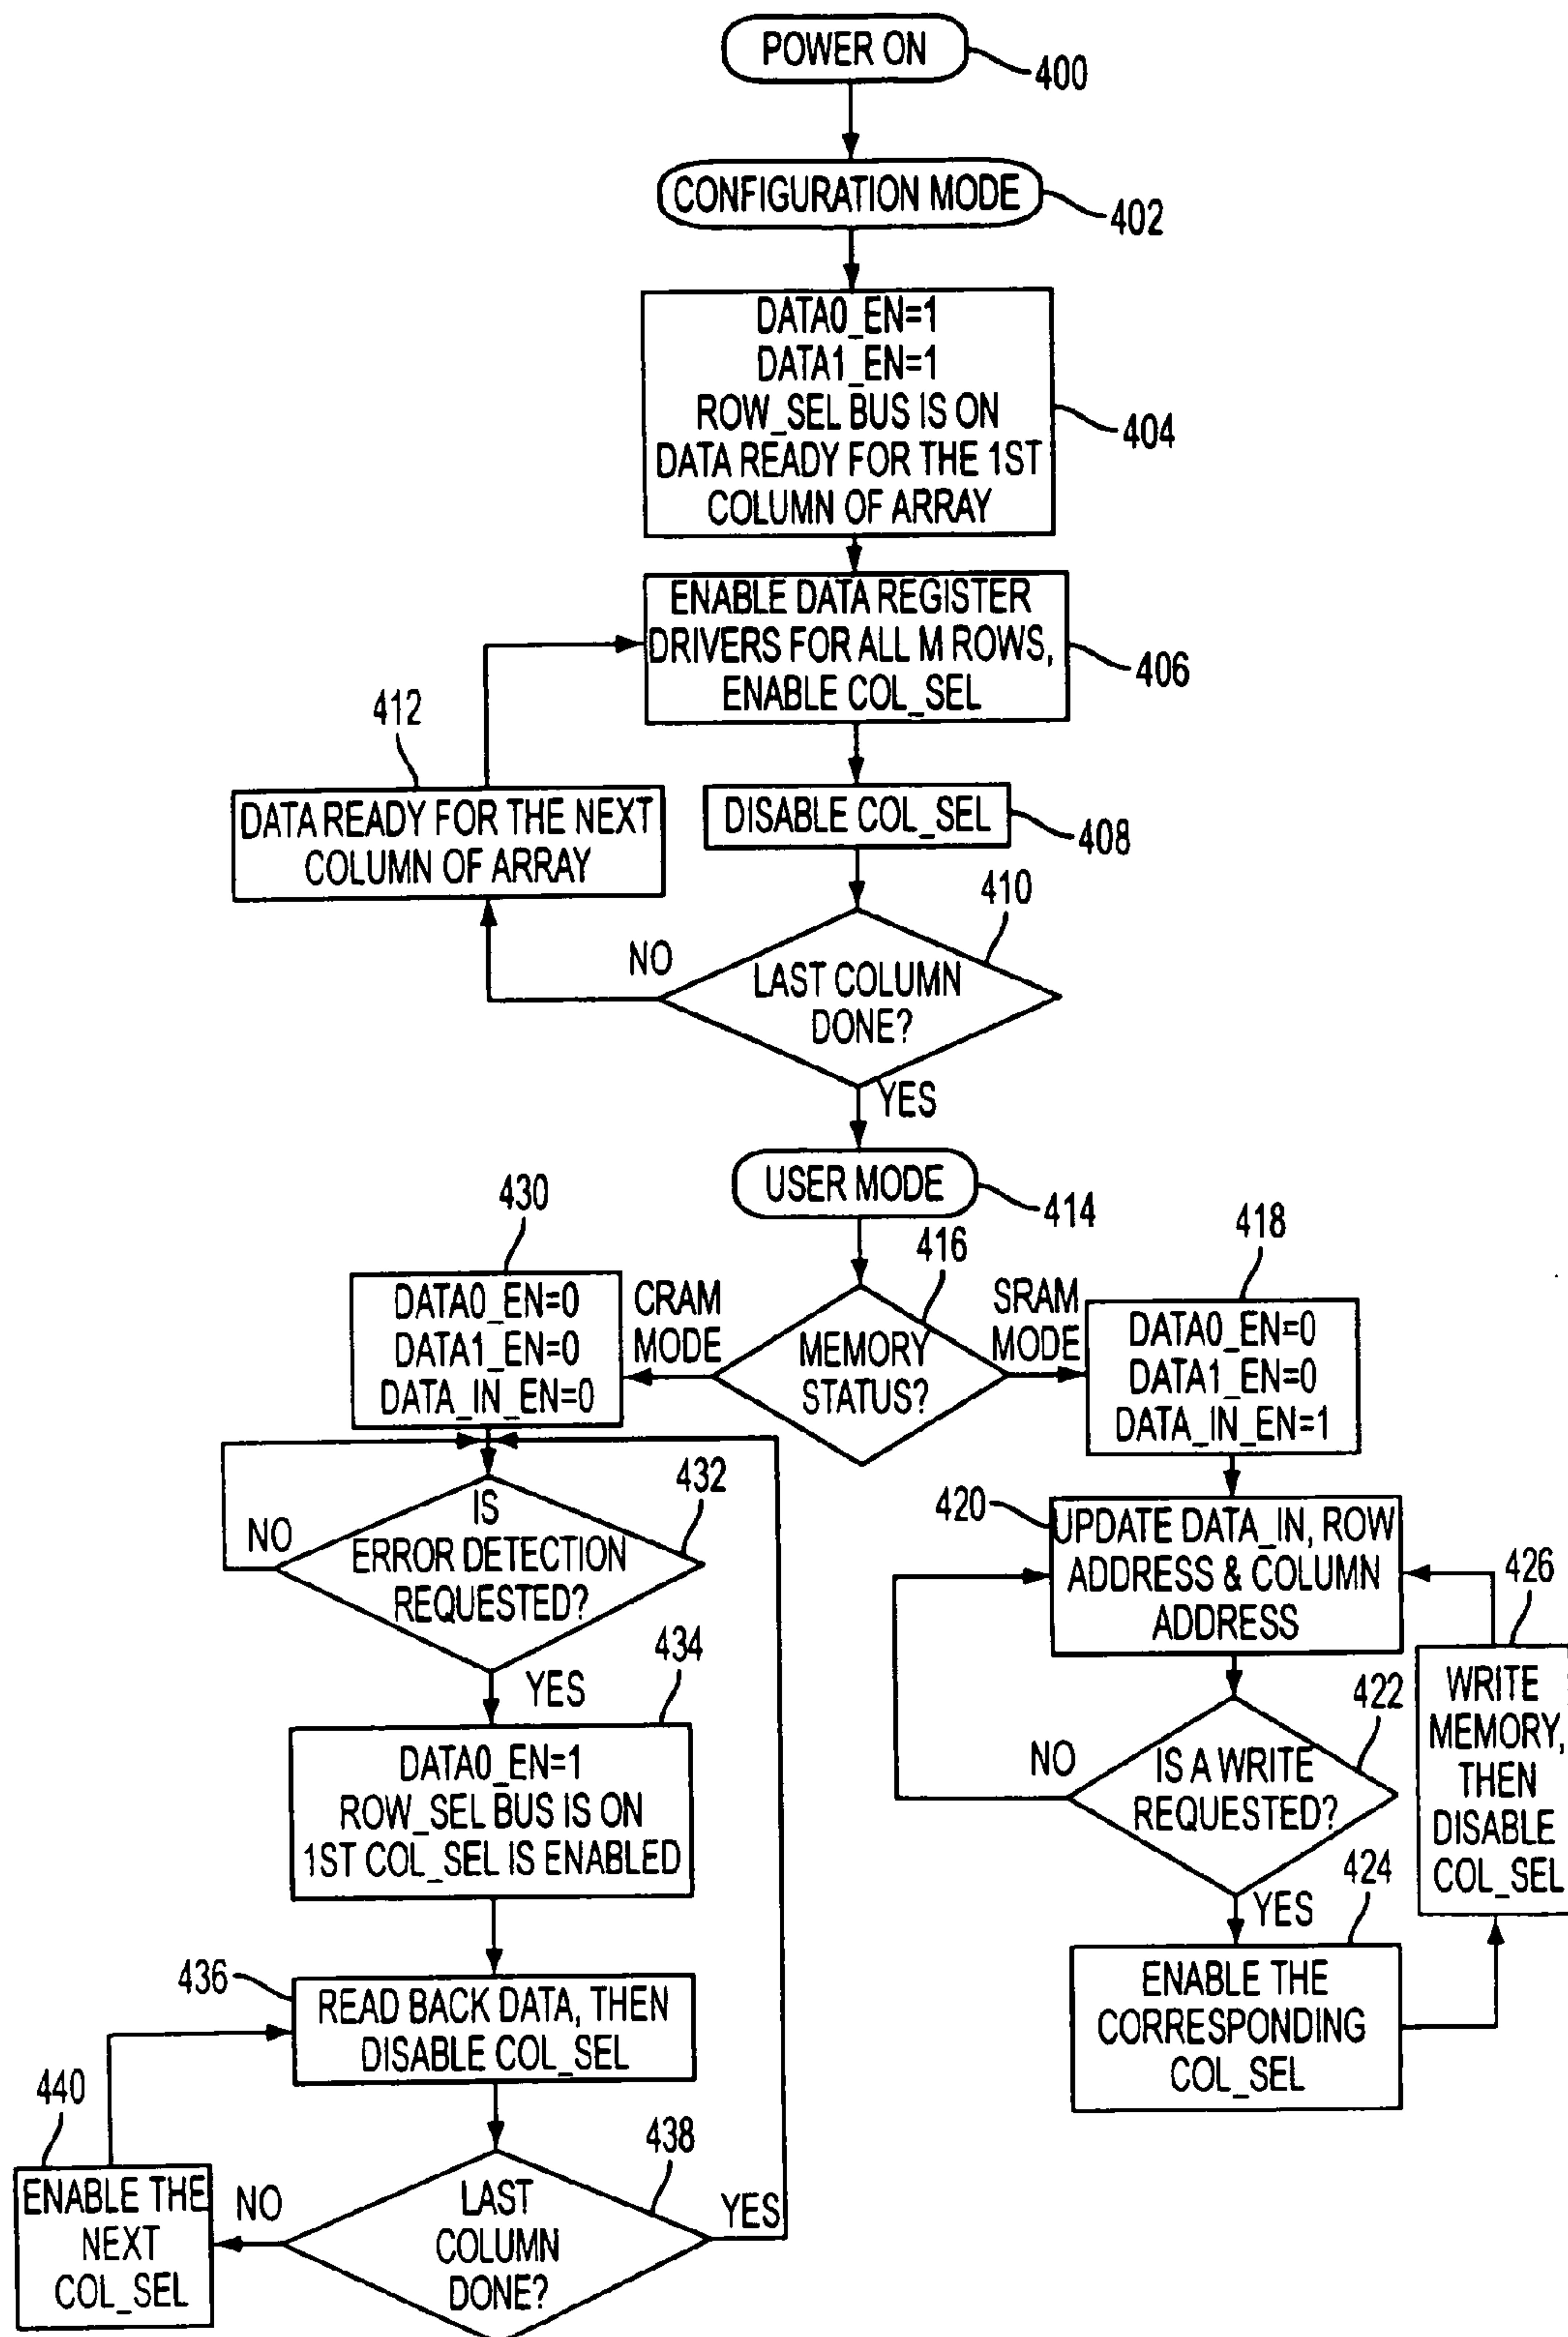 POWER ON
400
CONFIGURATION MODE
402
DATA0_EN=1
DATA1_EN=1
ROW_SEL BUS IS ON
DATA READY FOR THE 1ST
COLUMN OF ARRAY
404
ENABLE DATA REGISTER
DRIVERS FOR ALL M ROWS,
ENABLE COL_SEL
406
412
DATA READY FOR THE NEXT
COLUMN OF ARRAY
DISABLE COL_SEL
408
410
NO
LAST COLUMN
DONE?
YES
USER MODE
414
416
MEMORY
STATUS?
CRAM
MODE
SRAM
MODE
430
DATA0_EN=0
DATA1_EN=0
DATA_IN_EN=0
432
IS
ERROR DETECTION
REQUESTED?
NO
YES
434
DATA0_EN=1
ROW_SEL BUS IS ON
1ST COL_SEL IS ENABLED
436
READ BACK DATA, THEN
DISABLE COL_SEL
438
LAST
COLUMN
DONE?
YES
NO
440
ENABLE THE
NEXT
COL_SEL
418
DATA0_EN=0
DATA1_EN=0
DATA_IN_EN=1
420
UPDATE DATA_IN, ROW
ADDRESS & COLUMN
ADDRESS
422
IS A WRITE
REQUESTED?
NO
YES
424
ENABLE THE
CORRESPONDING
COL_SEL
426
WRITE
MEMORY,
THEN
DISABLE
COL_SEL